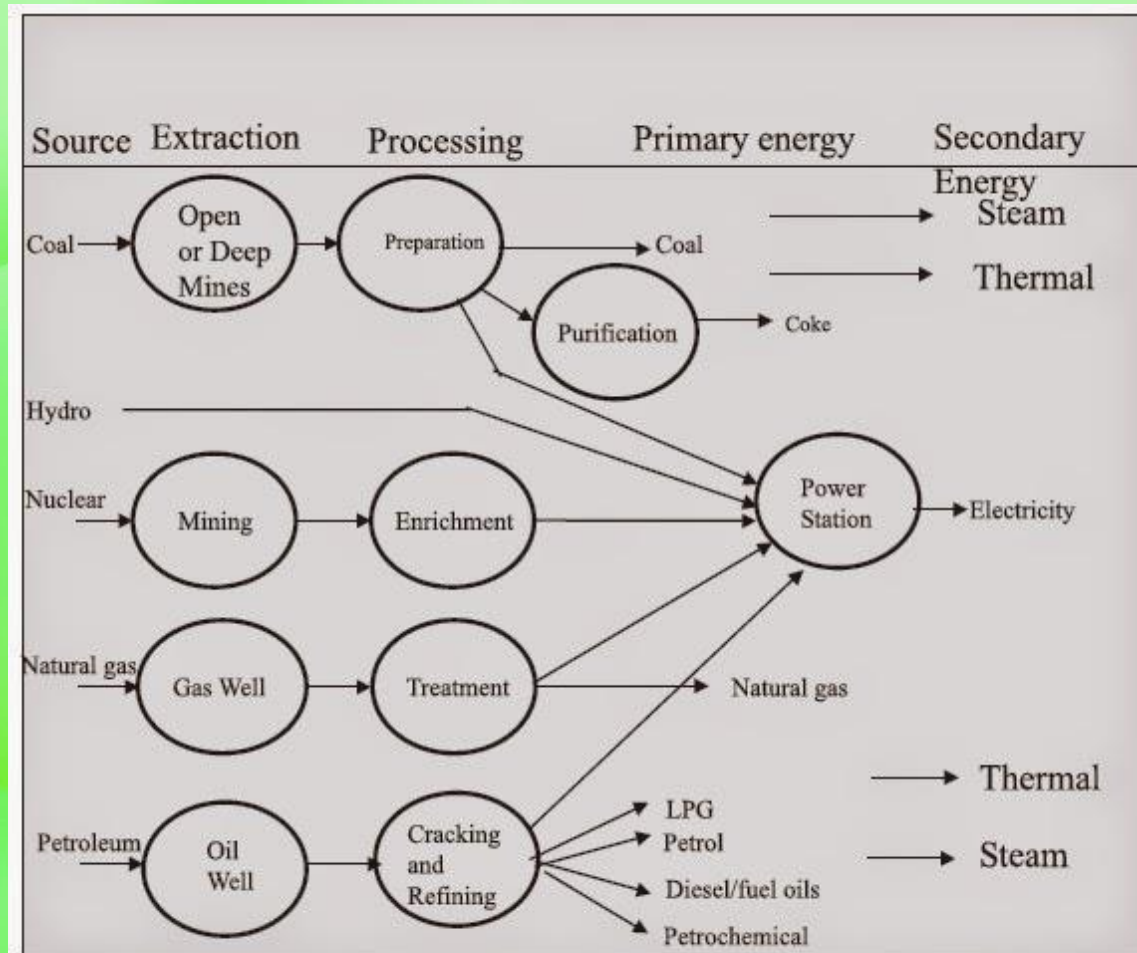 Source Extraction Processing Primary energy Secondary
Energy
Open
or Deep
Mines
Coal
Preparation
Coal
Steam
Thermal
Purification
Coke
Hydro
Nuclear
Mining
Enrichment
Power
Station
Electricity
Natural gas
Gas Well
Treatment
Natural gas
Thermal
Petroleum
Oil
Well
Cracking
and
Refining
LPG
Petrol
Diesel/fuel oils
Petrochemical
Steam